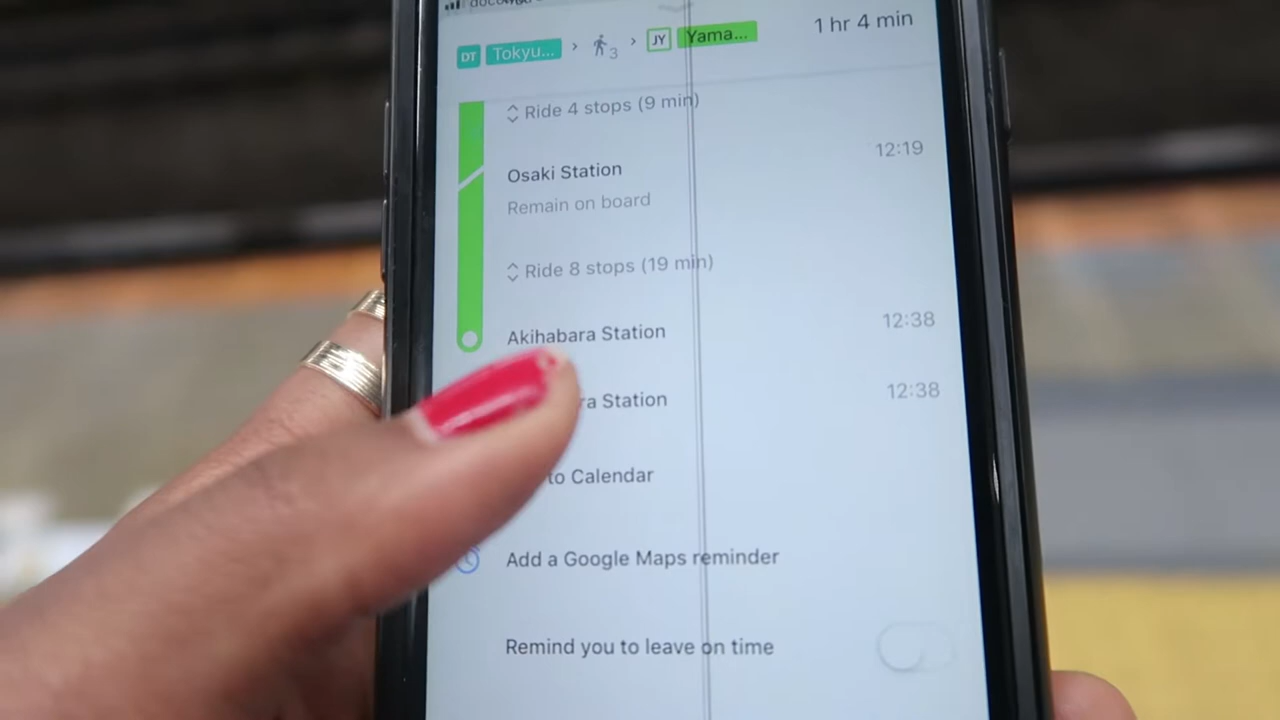 DT Tokyu... › 3 › JY Yama... 1 hr 4 min
Ride 4 stops (9 min)
12:19
Osaki Station
Remain on board
Ride 8 stops (19 min)
Akihabara Station 12:38
ra Station 12:38
to Calendar
Add a Google Maps reminder
Remind you to leave on time